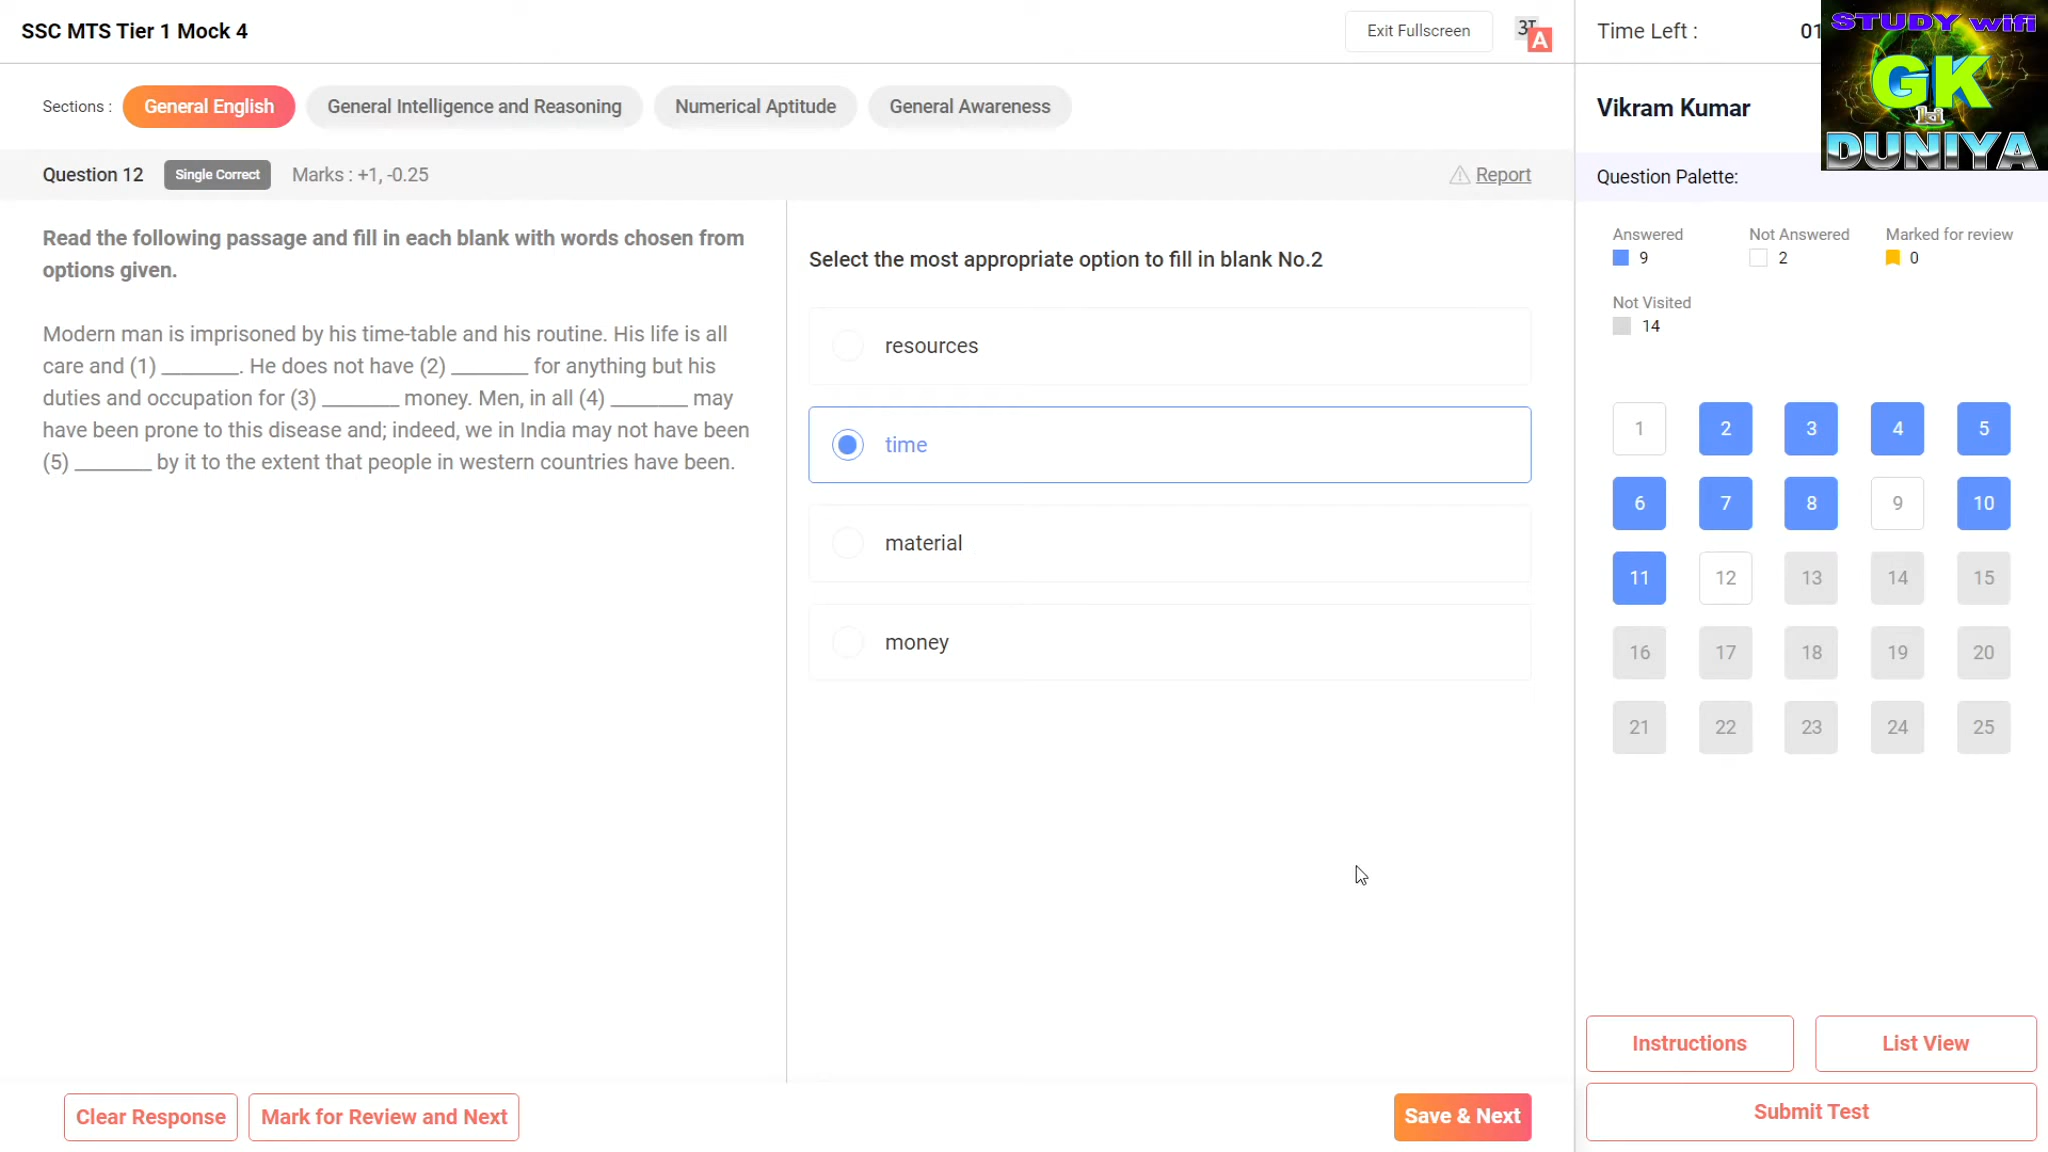 SSC MTS Tier 1 Mock 4
Exit Fullscreen
A
Time Left :
01
STUDY wifi
GK
ki
DUNIYA
Sections :
General English
General Intelligence and Reasoning
Numerical Aptitude
General Awareness
Vikram Kumar
Question 12
Single Correct
Marks : +1, -0.25
Report
Question Palette:
Read the following passage and fill in each blank with words chosen from
options given.
Modern man is imprisoned by his time-table and his routine. His life is all
care and (1) _______. He does not have (2) _______ for anything but his
duties and occupation for (3) _______ money. Men, in all (4) _______ may
have been prone to this disease and; indeed, we in India may not have been
(5) _______ by it to the extent that people in western countries have been.
Select the most appropriate option to fill in blank No.2
resources
time
material
money
Answered
9
Not Answered
2
Marked for review
0
Not Visited
14
1 2 3 4 5
6 7 8 9 10
11 12 13 14 15
16 17 18 19 20
21 22 23 24 25
Instructions
List View
Clear Response
Mark for Review and Next
Save & Next
Submit Test